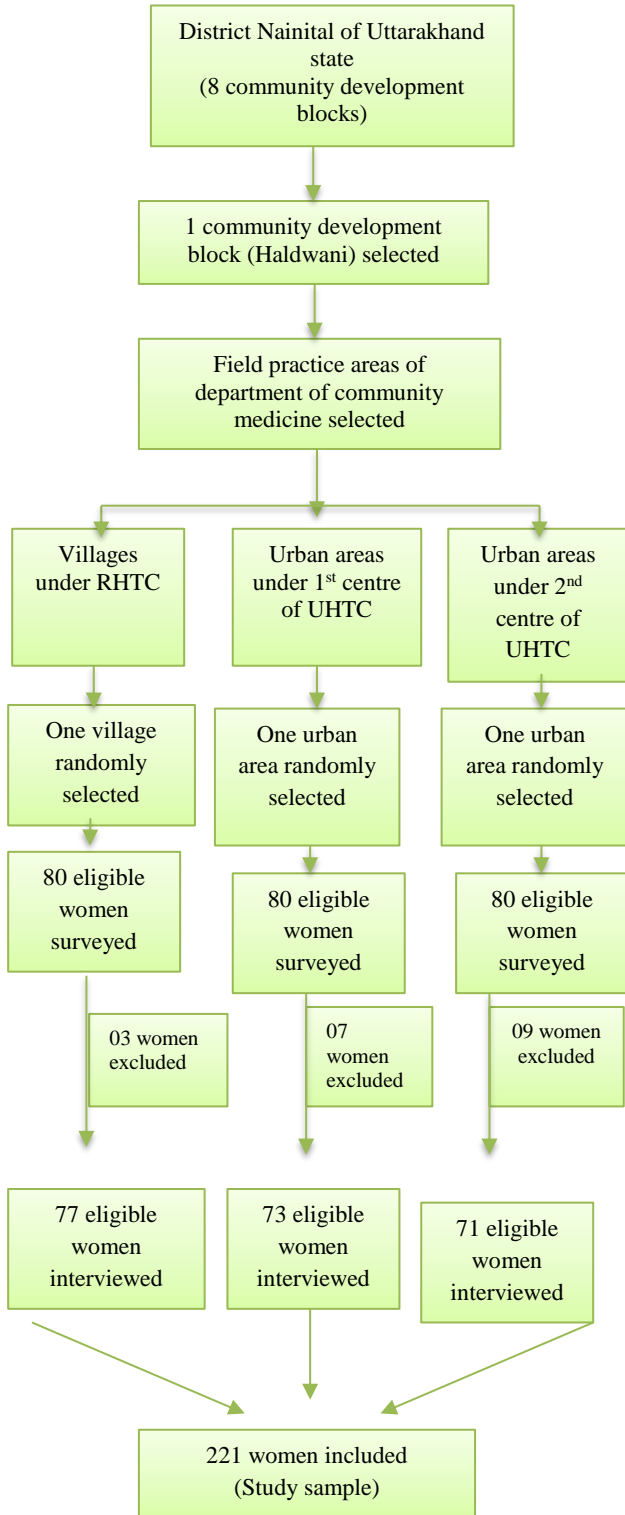 District Nainital of Uttarakhand
state
(8 community development
blocks)
1 community development
block (Haldwani) selected
Field practice areas of
department of community
medicine selected
Villages
under RHTC
Urban areas
under 1st centre
of UHTC
Urban areas
under 2nd
centre of
UHTC
One village
randomly
selected
One urban
area randomly
selected
One urban
area randomly
selected
80 eligible
women
surveyed
80 eligible
women
surveyed
80 eligible
women
surveyed
03 women
excluded
07
women
excluded
09 women
excluded
77 eligible
women
interviewed
73 eligible
women
interviewed
71 eligible
women
interviewed
221 women included
(Study sample)